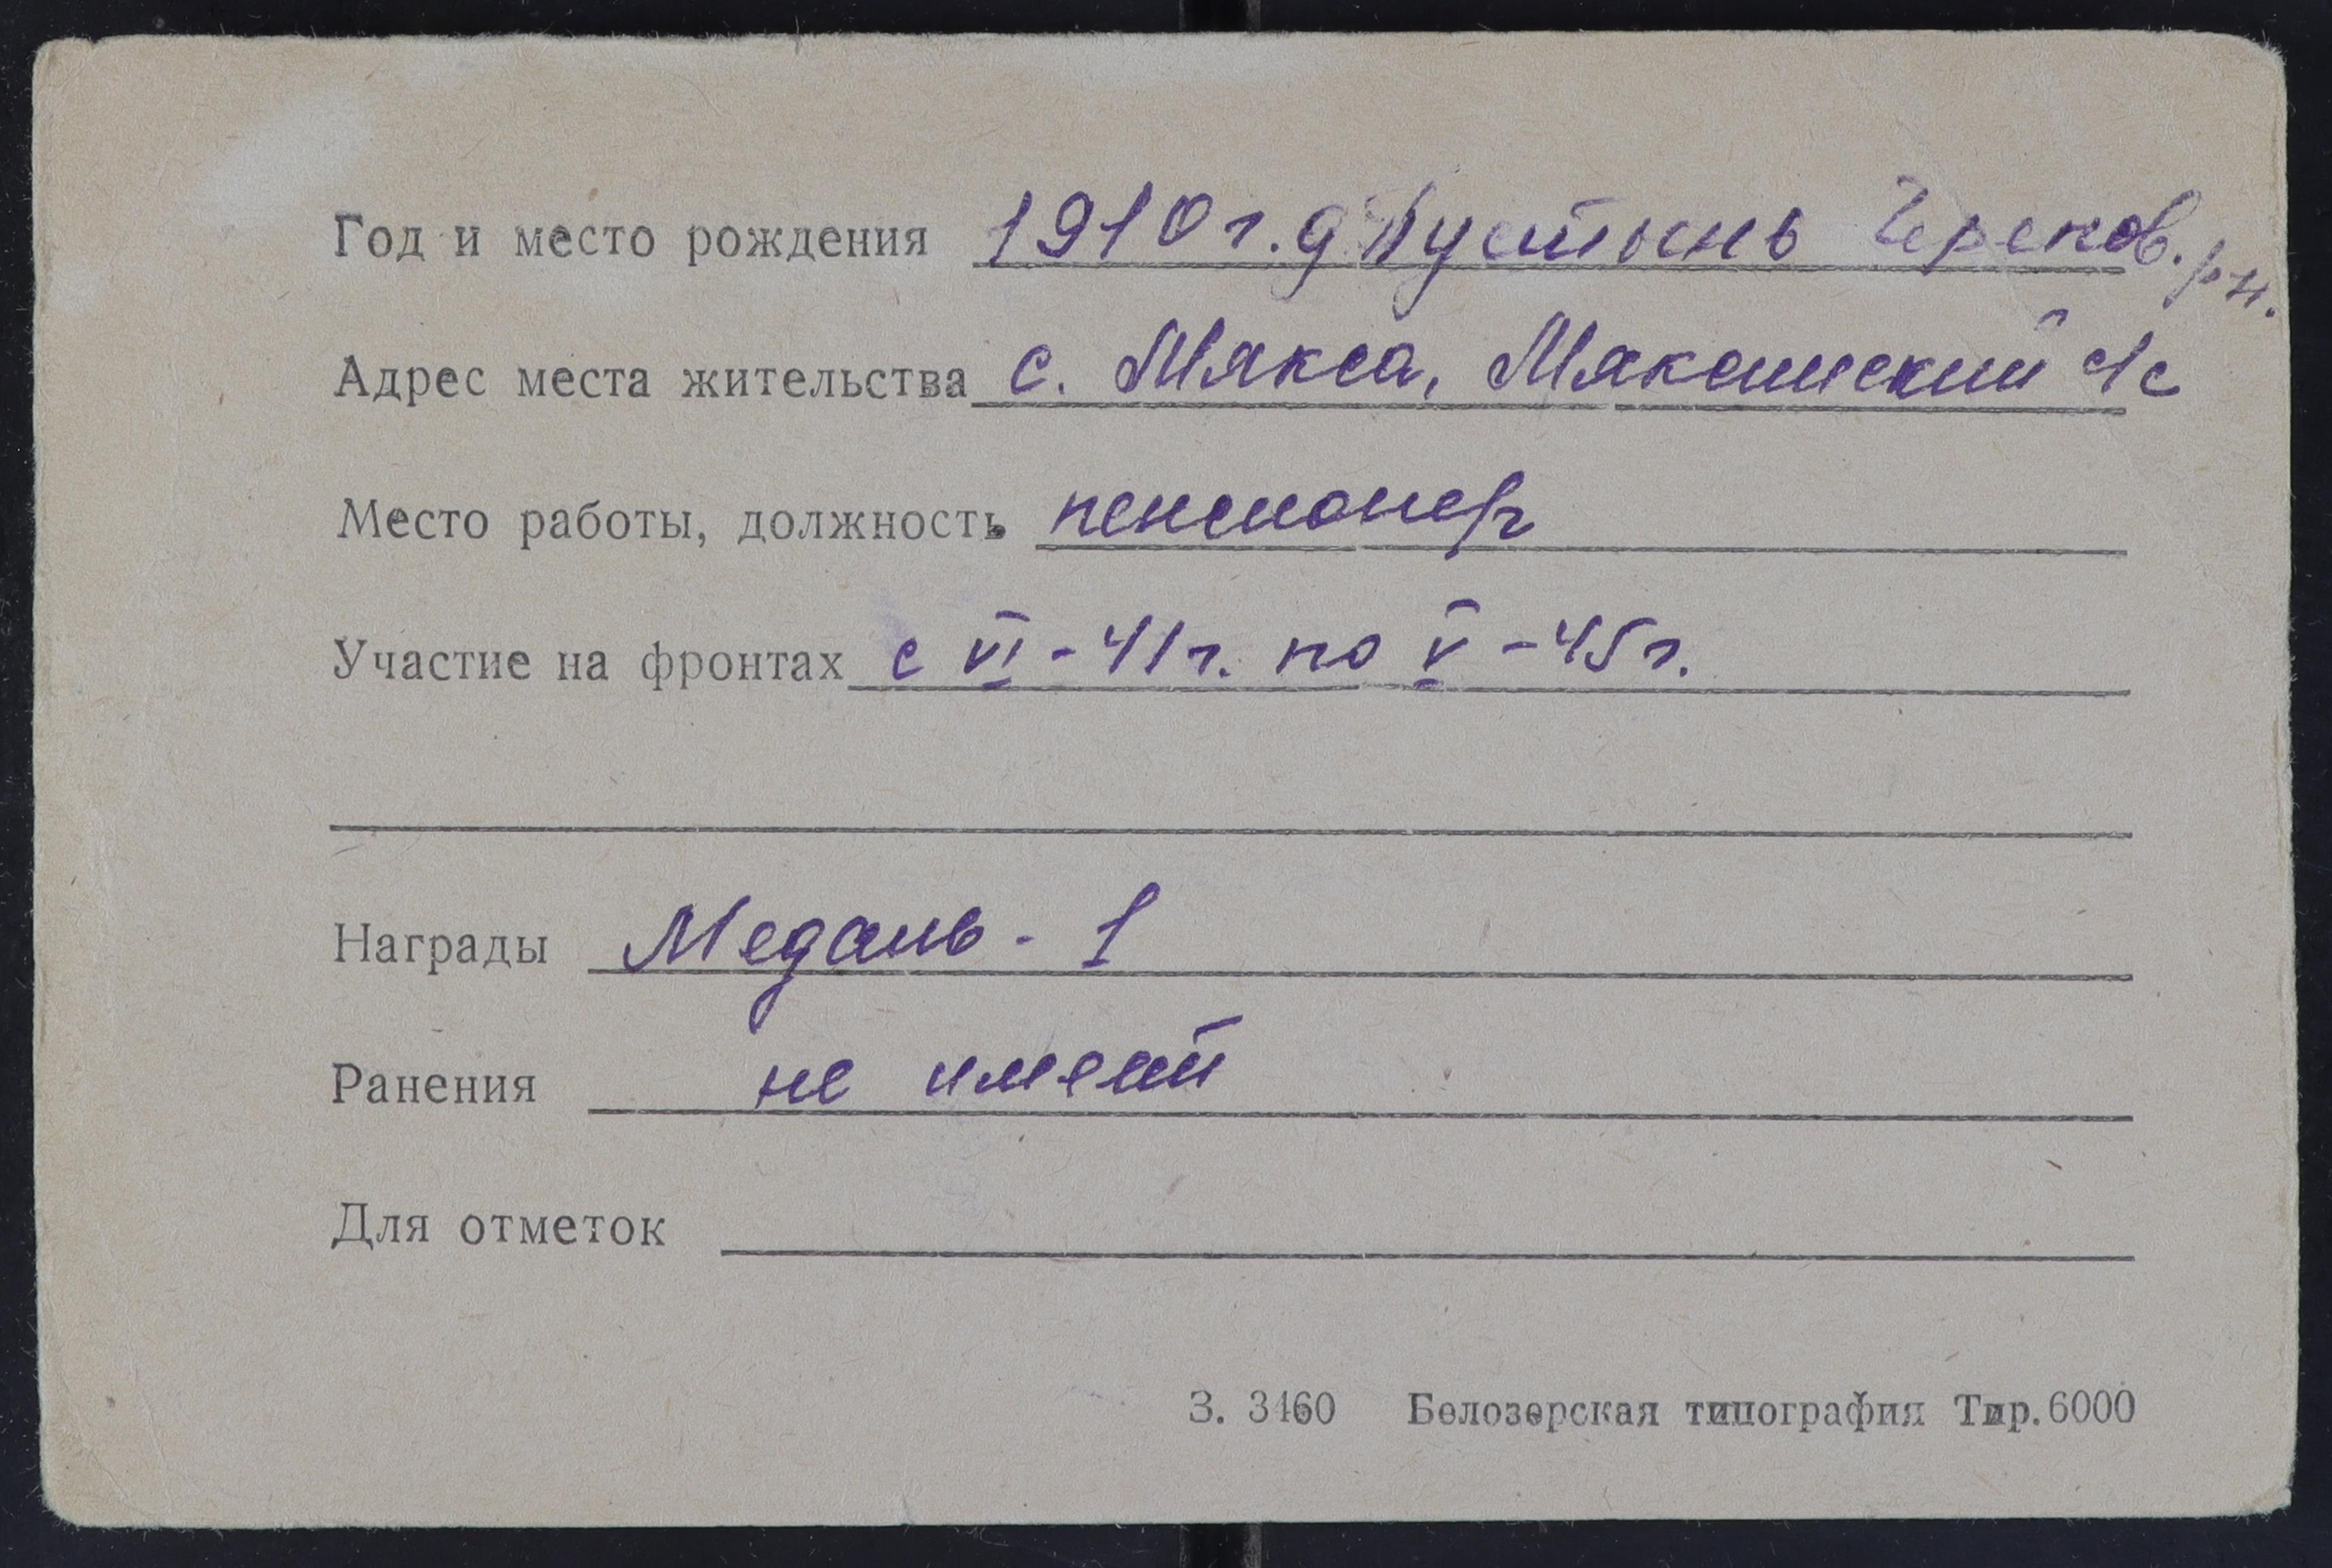 Год и место рождения 1910 г. д Пустынь Черепов. р-н.
Адрес места жительства с. Мякса, Мяксинский с/с
Место работы, должность пенсионер
Участие на фронтах с VI - 41 г. по V - 45 г.
Награды Медаль - 1
Ранения не имеет
Для отметок
З. 3460 Белозерская типография Тир. 6000